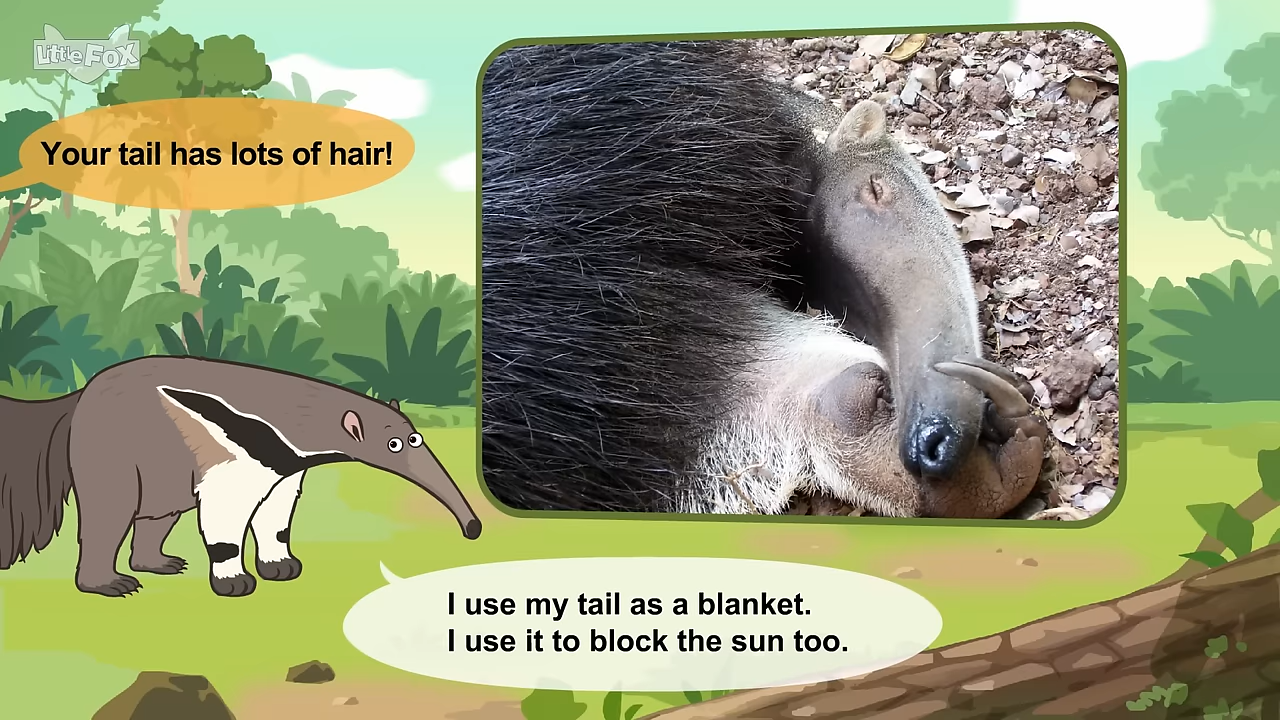 Little Fox
Your tail has lots of hair!
I use my tail as a blanket.
I use it to block the sun too.